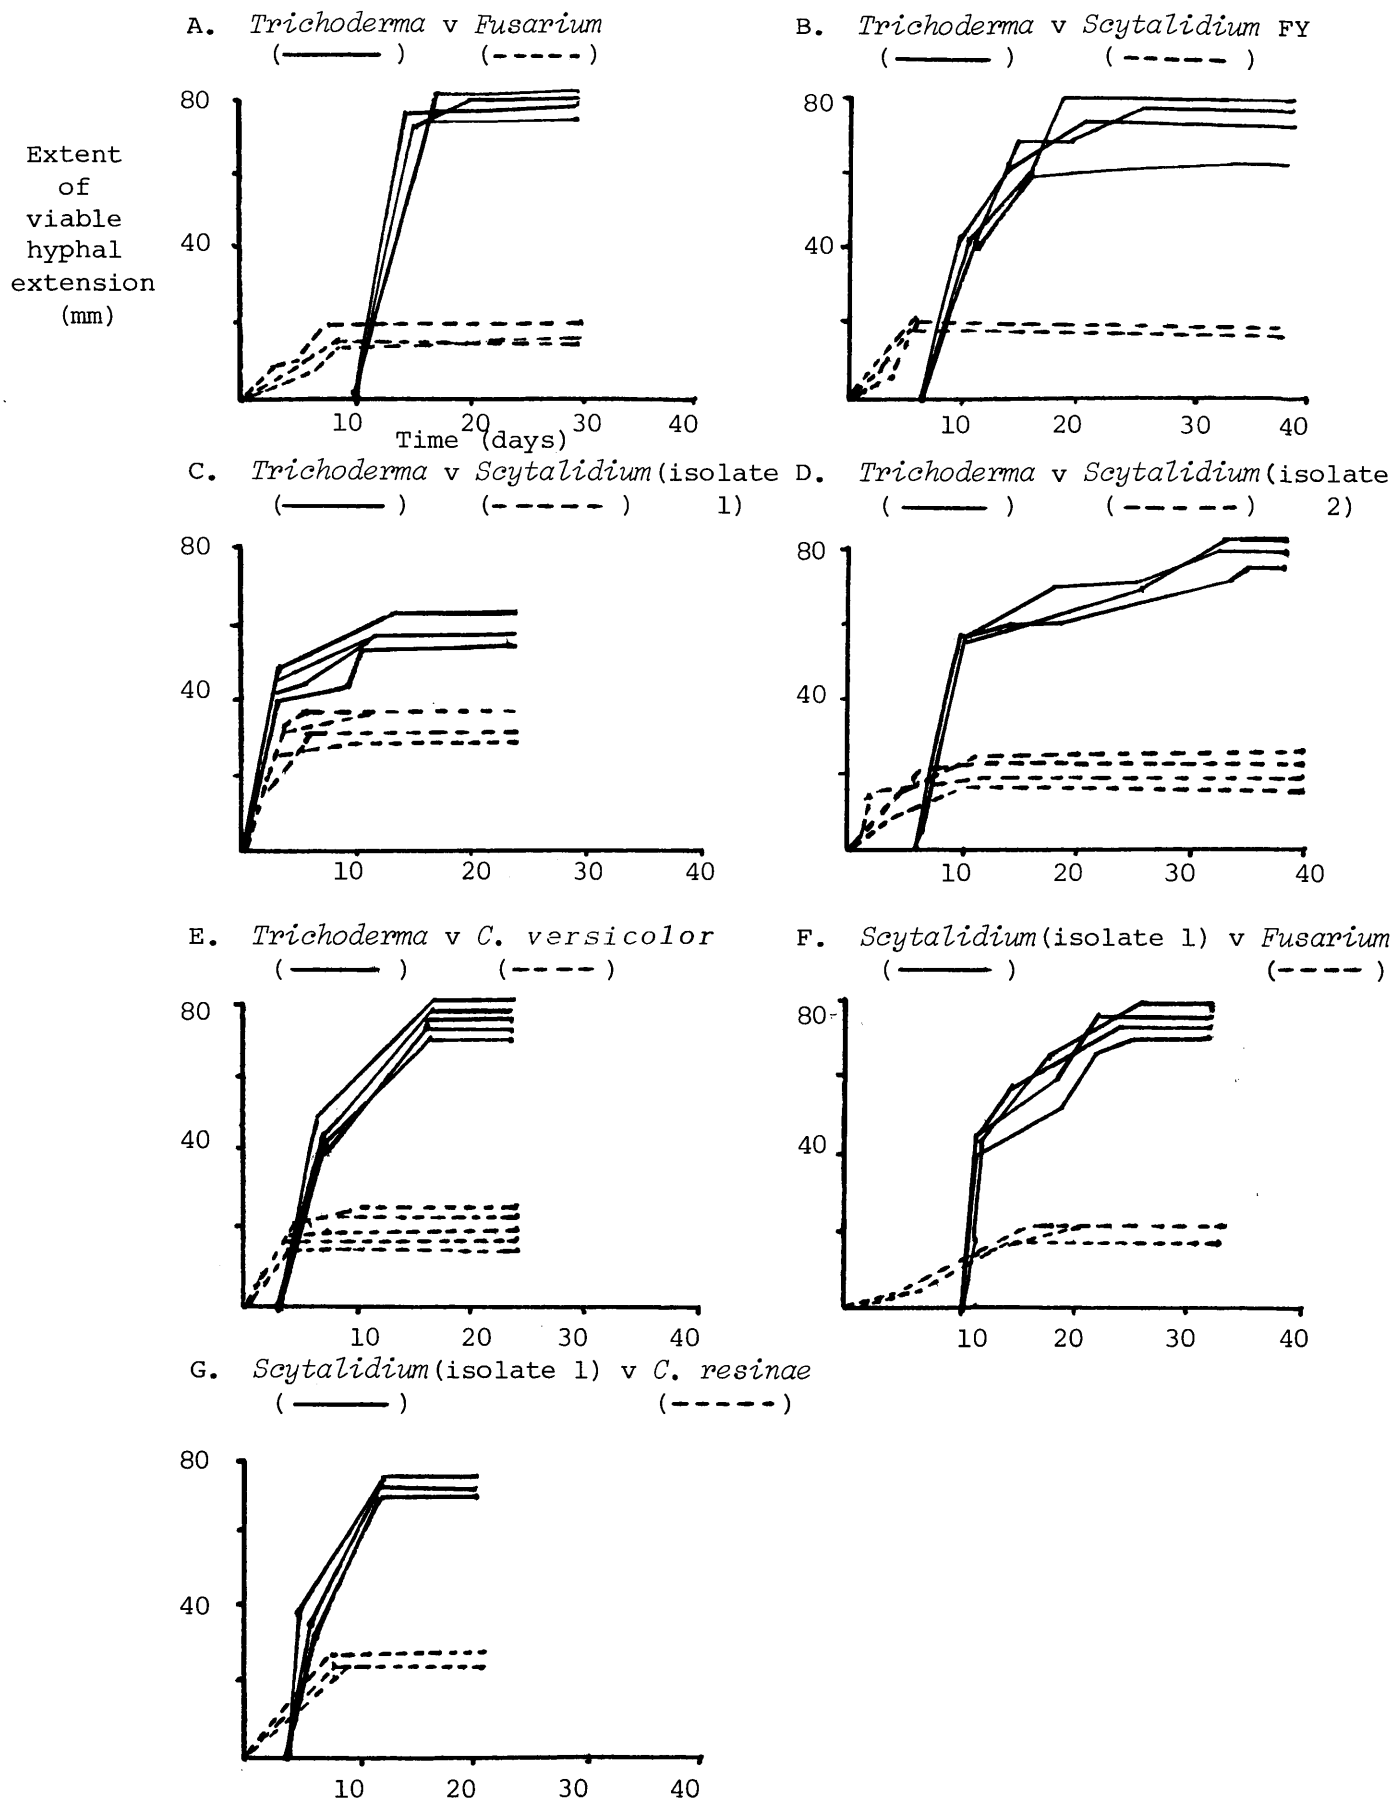 A. Trichoderma v Fusarium
( ) ( )
B. Trichoderma v Scytalidium FY
( ) ( )
Extent
of
viable
hyphal
extension
(mm)
80
40
10 20 30 40
Time (days)
80
40
10 20 30 40
C. Trichoderma v Scytalidium (isolate
( ) ( ) 1)
D. Trichoderma v Scytalidium (isolate
( ) ( ) 2)
80
40
10 20 30 40
80
40
10 20 30 40
E. Trichoderma v C. versicolor
( ) ( )
F. Scytalidium (isolate 1) v Fusarium
( ) ( )
80
40
10 20 30 40
80
40
10 20 30 40
G. Scytalidium (isolate 1) v C. resinae
( ) ( )
80
40
10 20 40